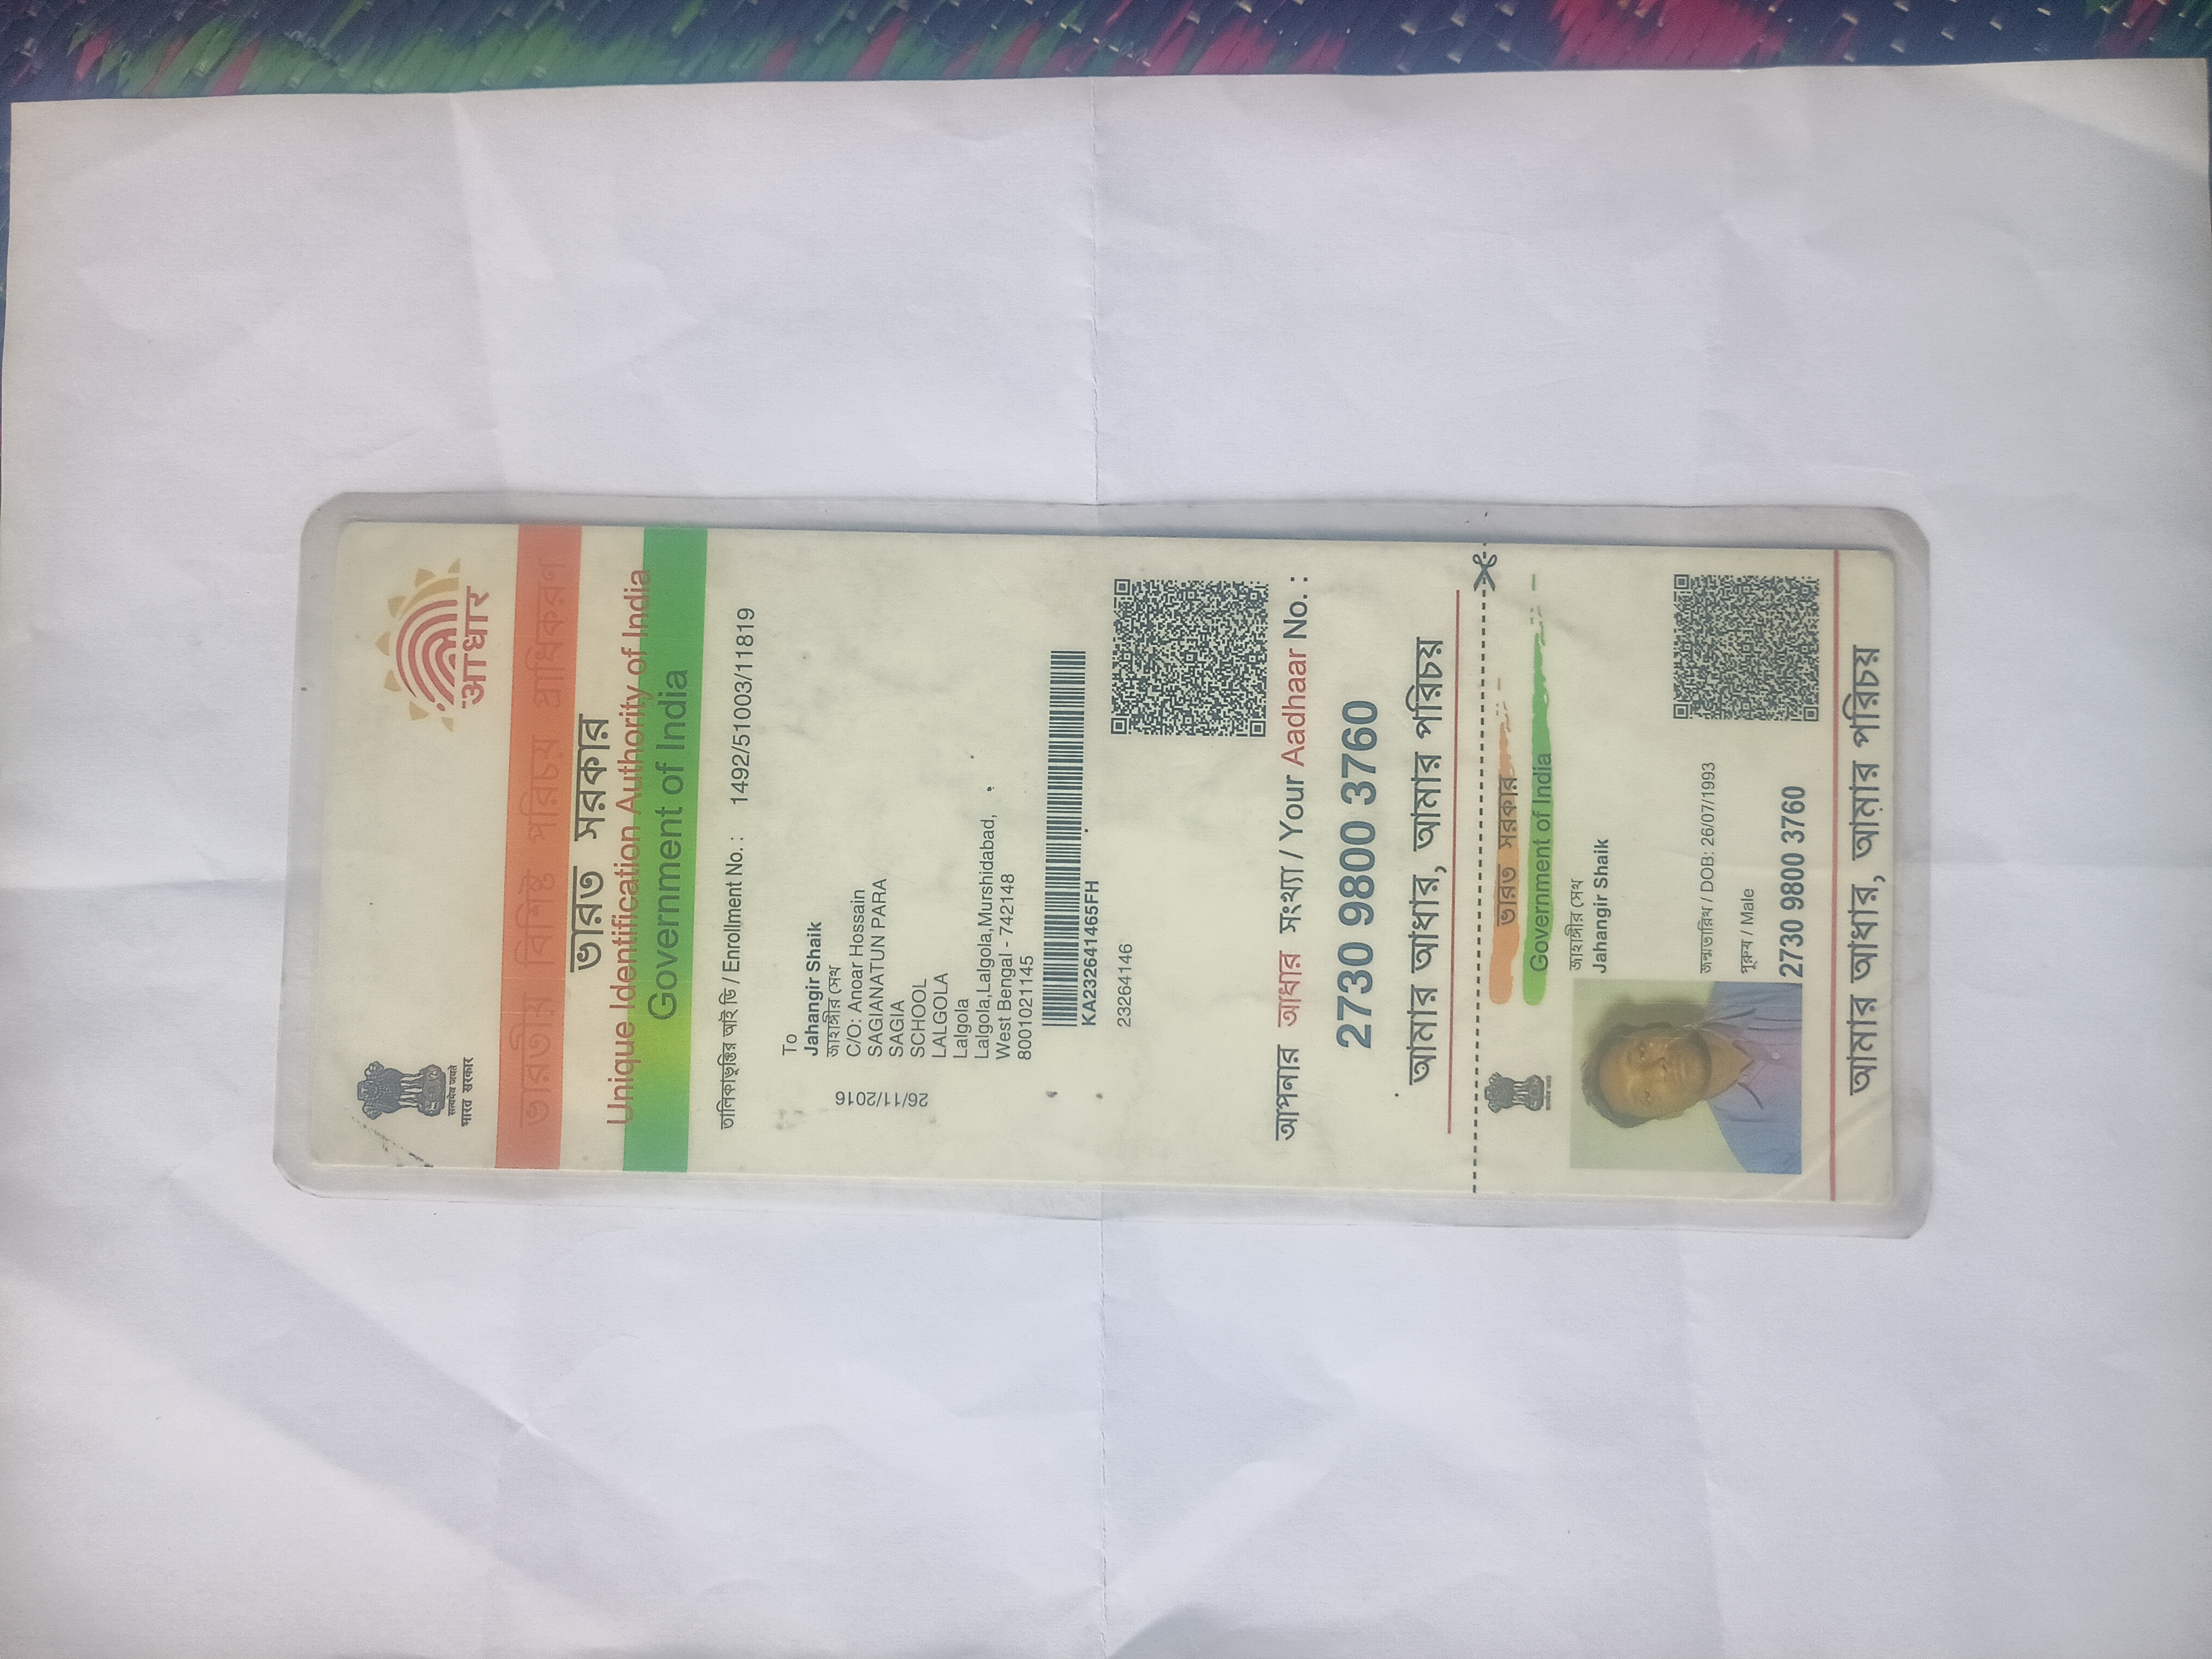 भारत सरकार
आधार
ভারতীয় বিশিষ্ট পরিচয় প্রাধিকরণ
ভারত সরকার
Unique Identification Authority of India
Government of India
তালিকাভুক্তির আই ডি / Enrollment No. : 1492/51003/11819
To
Jahangir Shaik
জাহাঙ্গীর সেখ
C/O: Anoar Hossain
SAGIANATUN PARA
SAGIA
SCHOOL
LALGOLA
Lalgola
Lalgola,Lalgola,Murshidabad,
West Bengal - 742148
8001021145
26/11/2016
KA232641465FH
23264146
আপনার আধার সংখ্যা / Your Aadhaar No. :
2730 9800 3760
আমার আধার, আমার পরিচয়
ভারত সরকার
Government of India
জাহাঙ্গীর সেখ
Jahangir Shaik
জন্মতারিখ / DOB: 26/07/1993
পুরুষ / Male
2730 9800 3760
আমার আধার, আমার পরিচয়